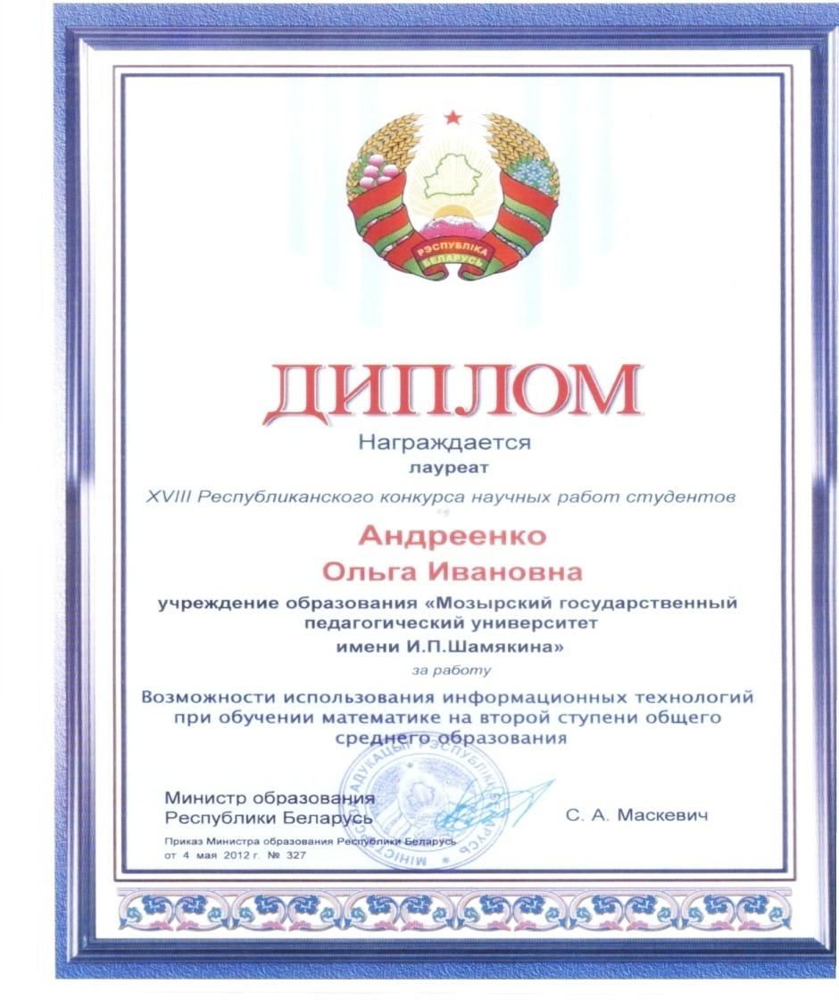 РЭСПУБЛІКА
БЕЛАРУСЬ
ДИПЛОМ
Награждается
лауреат
XVIII Республиканского конкурса научных работ студентов
Андреенко
Ольга Ивановна
учреждение образования «Мозырский государственный
педагогический университет
имени И.П.Шамякина»
за работу
Возможности использования информационных технологий
при обучении математике на второй ступени общего
среднего образования
Министр образования
Республики Беларусь
С. А. Маскевич
Приказ Министра образования Республики Беларусь
от 4 мая 2012 г. № 327
АДУКАЦЫІ РЭСПУБЛІКІ БЕЛАРУСЬ * МІНІСТЭРСТВА